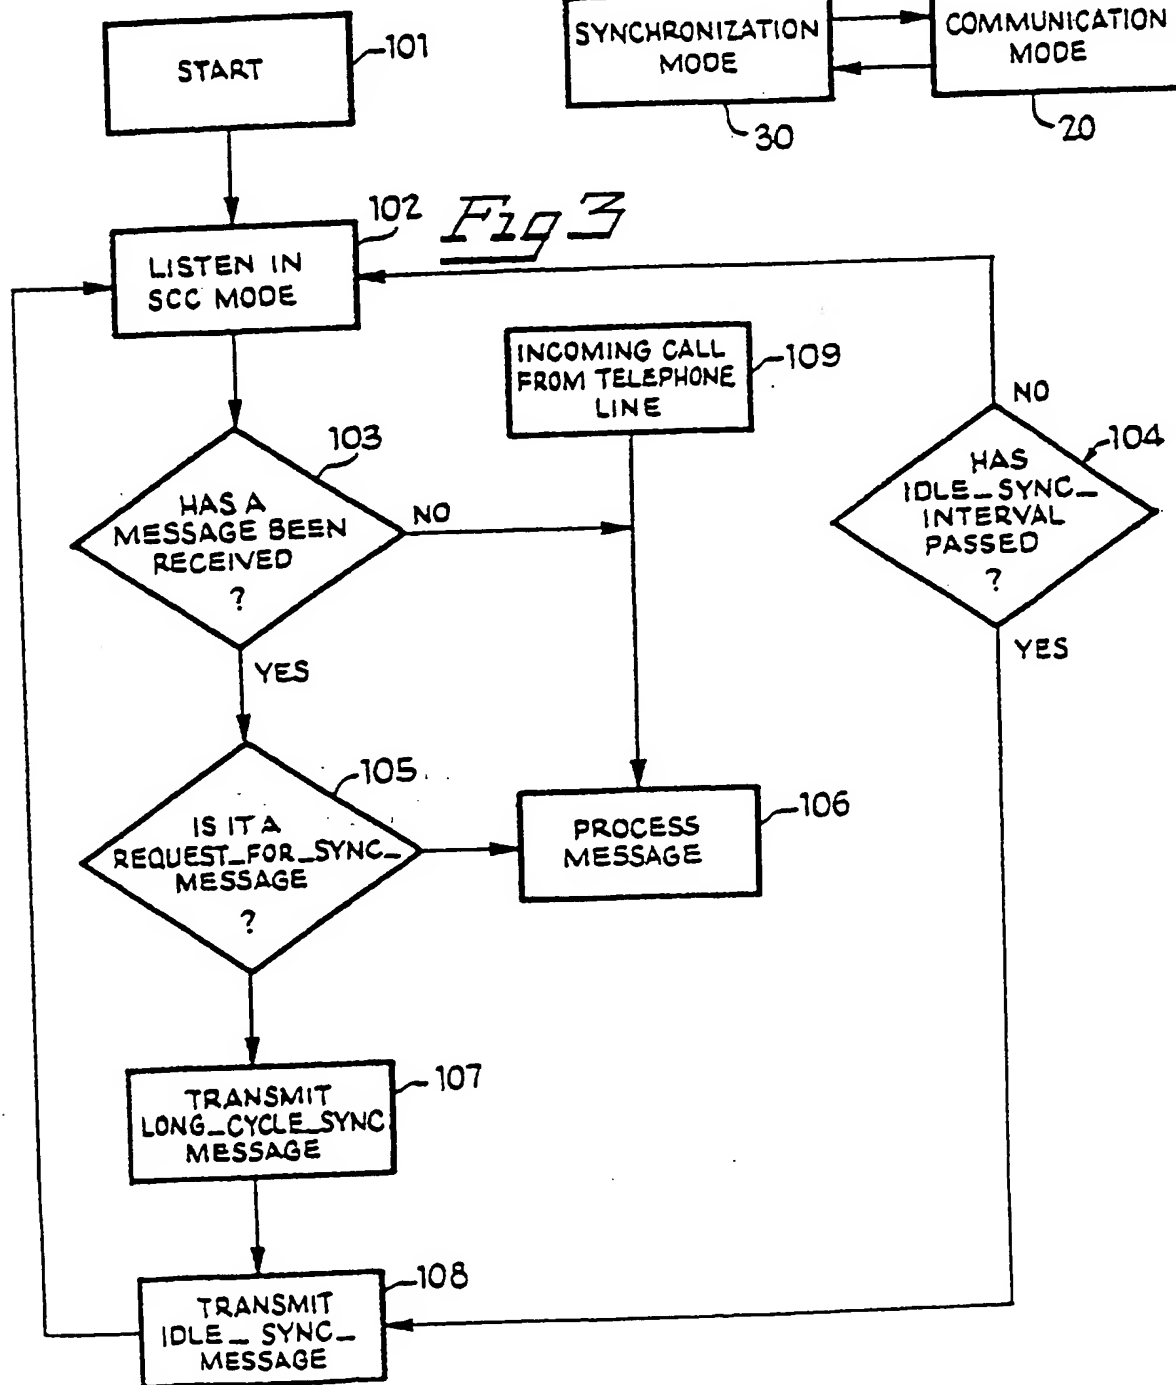 START
101
SYNCHRONIZATION
MODE
30
COMMUNICATION
MODE
20
Fig 3
102
LISTEN IN
SCC MODE
INCOMING CALL
FROM TELEPHONE
LINE
109
103
HAS A
MESSAGE BEEN
RECEIVED
?
NO
YES
NO
104
HAS
IDLE_SYNC_
INTERVAL
PASSED
?
YES
105
IS IT A
REQUEST_FOR_SYNC_
MESSAGE
?
PROCESS
MESSAGE
106
TRANSMIT
LONG_CYCLE_SYNC
MESSAGE
107
TRANSMIT
IDLE_SYNC_
MESSAGE
108